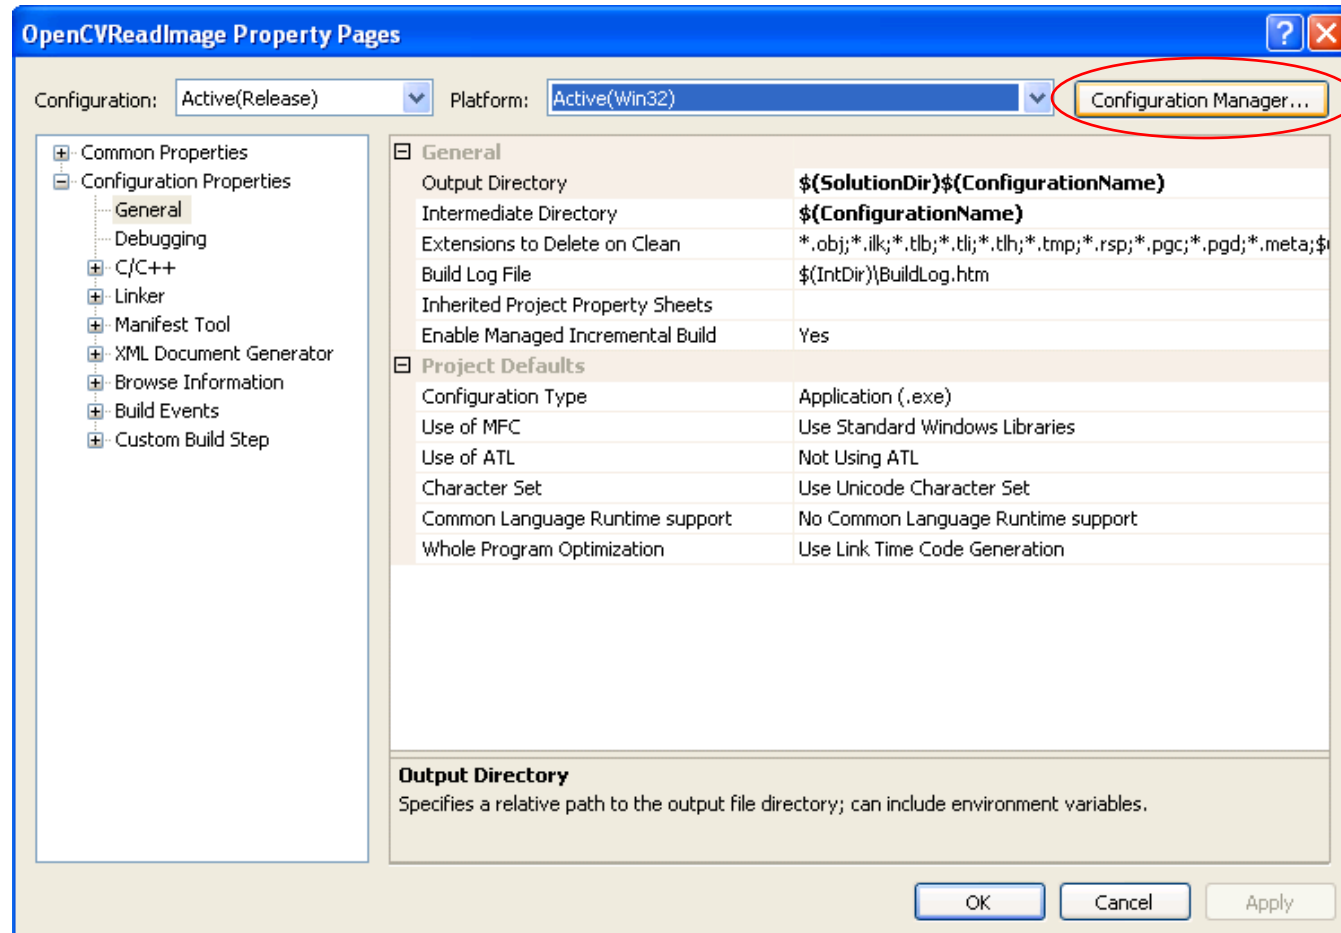 OpenCVReadImage Property Pages
Configuration: Active(Release) Platform: Active(Win32) Configuration Manager...
Common Properties
Configuration Properties
General
Debugging
C/C++
Linker
Manifest Tool
XML Document Generator
Browse Information
Build Events
Custom Build Step
General
Output Directory $(SolutionDir)$(ConfigurationName)
Intermediate Directory $(ConfigurationName)
Extensions to Delete on Clean *.obj;*.ilk;*.tlb;*.tli;*.tlh;*.tmp;*.rsp;*.pgc;*.pgd;*.meta;$(
Build Log File $(IntDir)\BuildLog.htm
Inherited Project Property Sheets
Enable Managed Incremental Build Yes
Project Defaults
Configuration Type Application (.exe)
Use of MFC Use Standard Windows Libraries
Use of ATL Not Using ATL
Character Set Use Unicode Character Set
Common Language Runtime support No Common Language Runtime support
Whole Program Optimization Use Link Time Code Generation
Output Directory
Specifies a relative path to the output file directory; can include environment variables.
OK Cancel Apply